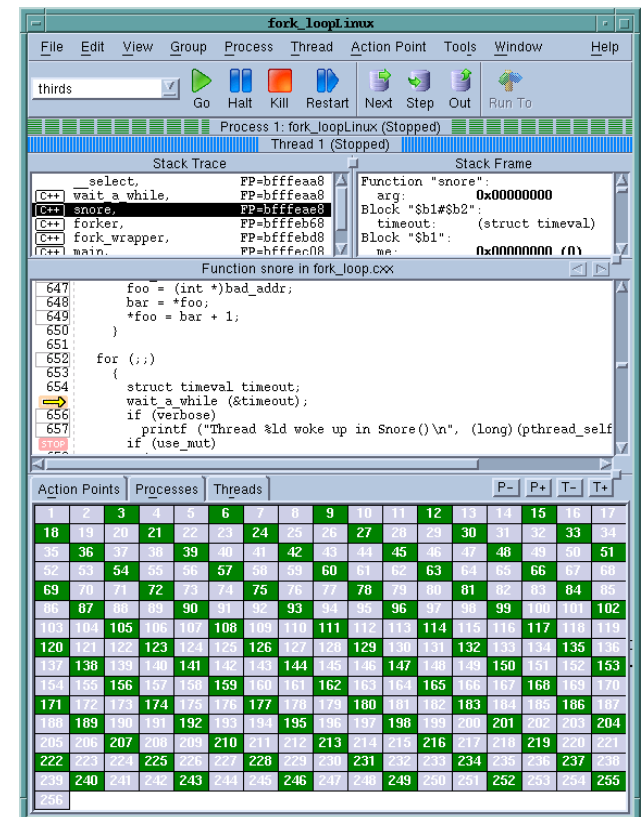 fork_loopLinux
File Edit View Group Process Thread Action Point Tools Window Help
thirds
Go Halt Kill Restart Next Step Out Run To
Process 1: fork_loopLinux (Stopped)
Thread 1 (Stopped)
Stack Trace
__select, FP=bfffeaa8
C++ wait_a_while, FP=bfffeaa8
C++ snore, FP=bfffeae8
C++ forker, FP=bfffeb68
C++ fork_wrapper, FP=bfffebd8
C++ main, FP=bfffec08
Stack Frame
Function "snore":
arg: 0x00000000
Block "$b1#$b2":
timeout: (struct timeval)
Block "$b1":
me: 0x00000000 (0)
Function snore in fork_loop.cxx
647 foo = (int *)bad_addr;
648 bar = *foo;
649 *foo = bar + 1;
650 }
651
652 for (;;)
653 {
654 struct timeval timeout;
wait_a_while (&timeout);
656 if (verbose)
657 printf ("Thread %ld woke up in Snore()\n", (long)(pthread_self
STOP if (use_mut)
Action Points Processes Threads P- P+ T- T+
1 2 3 4 5 6 7 8 9 10 11 12 13 14 15 16 17
18 19 20 21 22 23 24 25 26 27 28 29 30 31 32 33 34
35 36 37 38 39 40 41 42 43 44 45 46 47 48 49 50 51
52 53 54 55 56 57 58 59 60 61 62 63 64 65 66 67 68
69 70 71 72 73 74 75 76 77 78 79 80 81 82 83 84 85
86 87 88 89 90 91 92 93 94 95 96 97 98 99 100 101 102
103 104 105 106 107 108 109 110 111 112 113 114 115 116 117 118 119
120 121 122 123 124 125 126 127 128 129 130 131 132 133 134 135 136
137 138 139 140 141 142 143 144 145 146 147 148 149 150 151 152 153
154 155 156 157 158 159 160 161 162 163 164 165 166 167 168 169 170
171 172 173 174 175 176 177 178 179 180 181 182 183 184 185 186 187
188 189 190 191 192 193 194 195 196 197 198 199 200 201 202 203 204
205 206 207 208 209 210 211 212 213 214 215 216 217 218 219 220 221
222 223 224 225 226 227 228 229 230 231 232 233 234 235 236 237 238
239 240 241 242 243 244 245 246 247 248 249 250 251 252 253 254 255
256